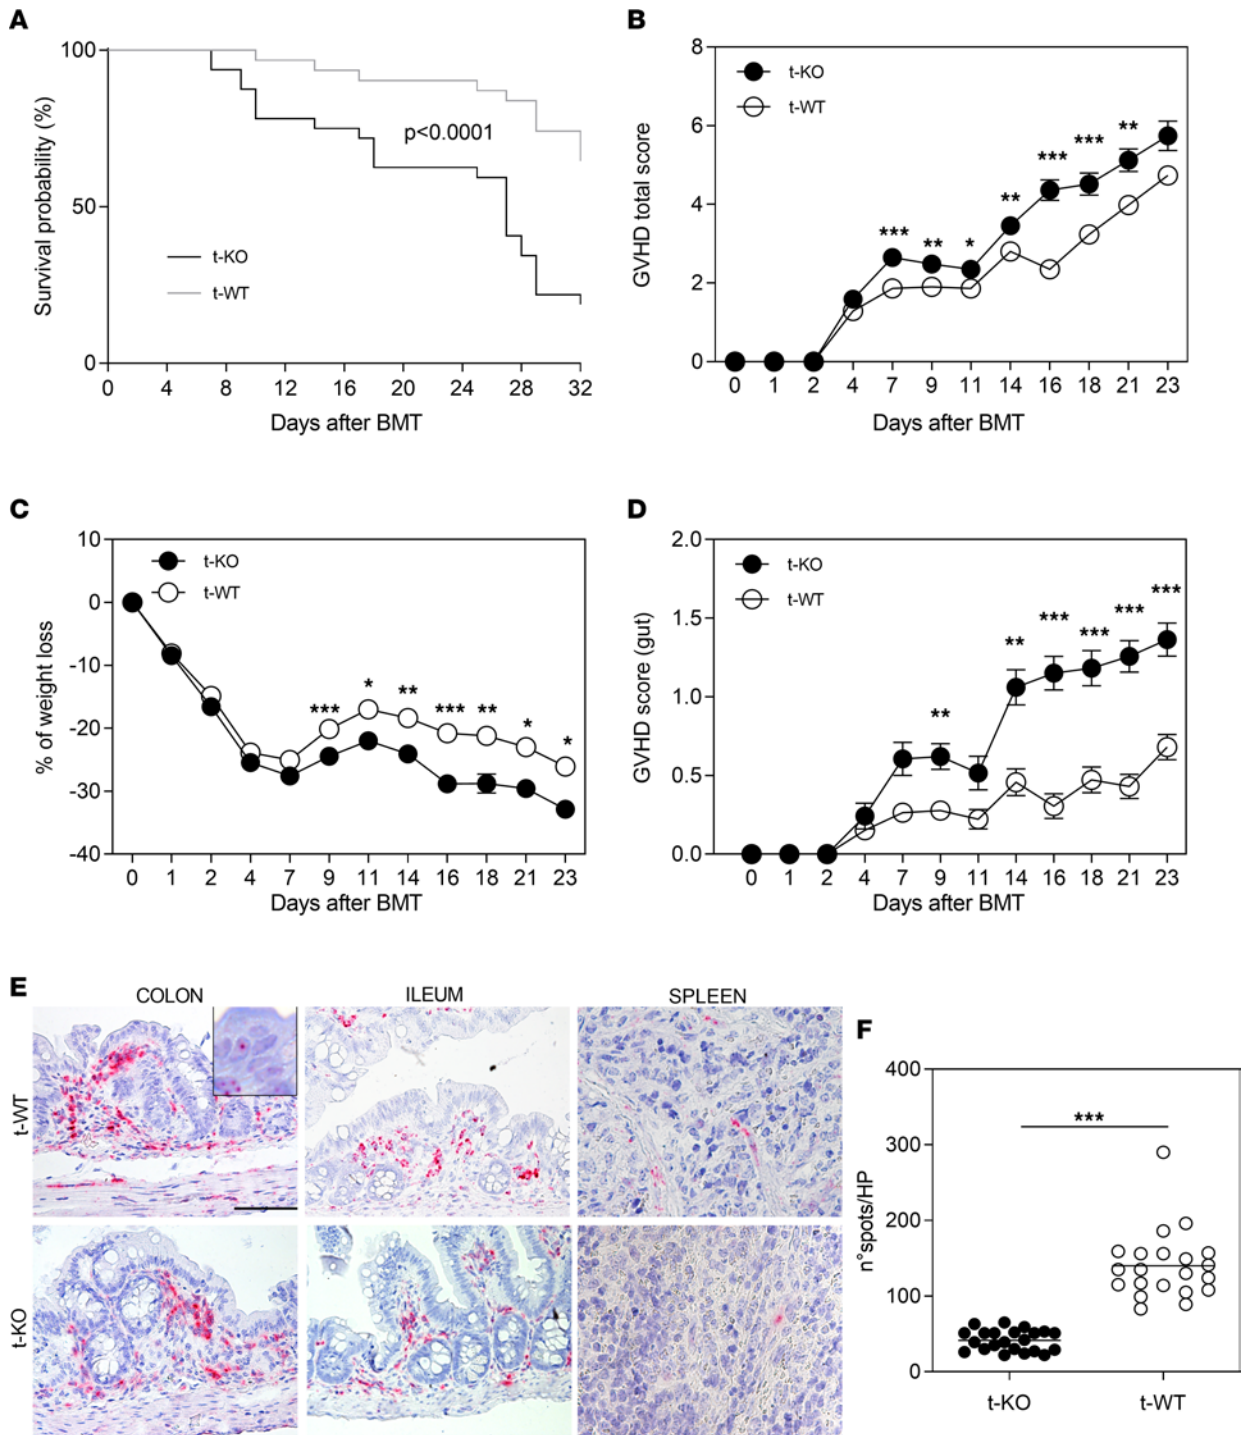 A
100
50
0
Survival probability (%)
p<0.0001
t-KO
t-WT
0 4 8 12 16 20 24 28 32
Days after BMT
B
8
6
4
2
0
GVHD total score
t-KO
t-WT
*** ** * ** *** *** **
0 1 2 4 7 9 11 14 16 18 21 23
Days after BMT
C
10
0
-10
-20
-30
-40
% of weight loss
t-KO
t-WT
*** * ** *** ** * *
0 1 2 4 7 9 11 14 16 18 21 23
Days after BMT
D
2.0
1.5
1.0
0.5
0.0
GVHD score (gut)
t-KO
t-WT
** ** *** *** *** ***
0 1 2 4 7 9 11 14 16 18 21 23
Days after BMT
E
COLON ILEUM SPLEEN
t-WT
t-KO
F
400
300
200
100
0
n°spots/HP
***
t-KO t-WT